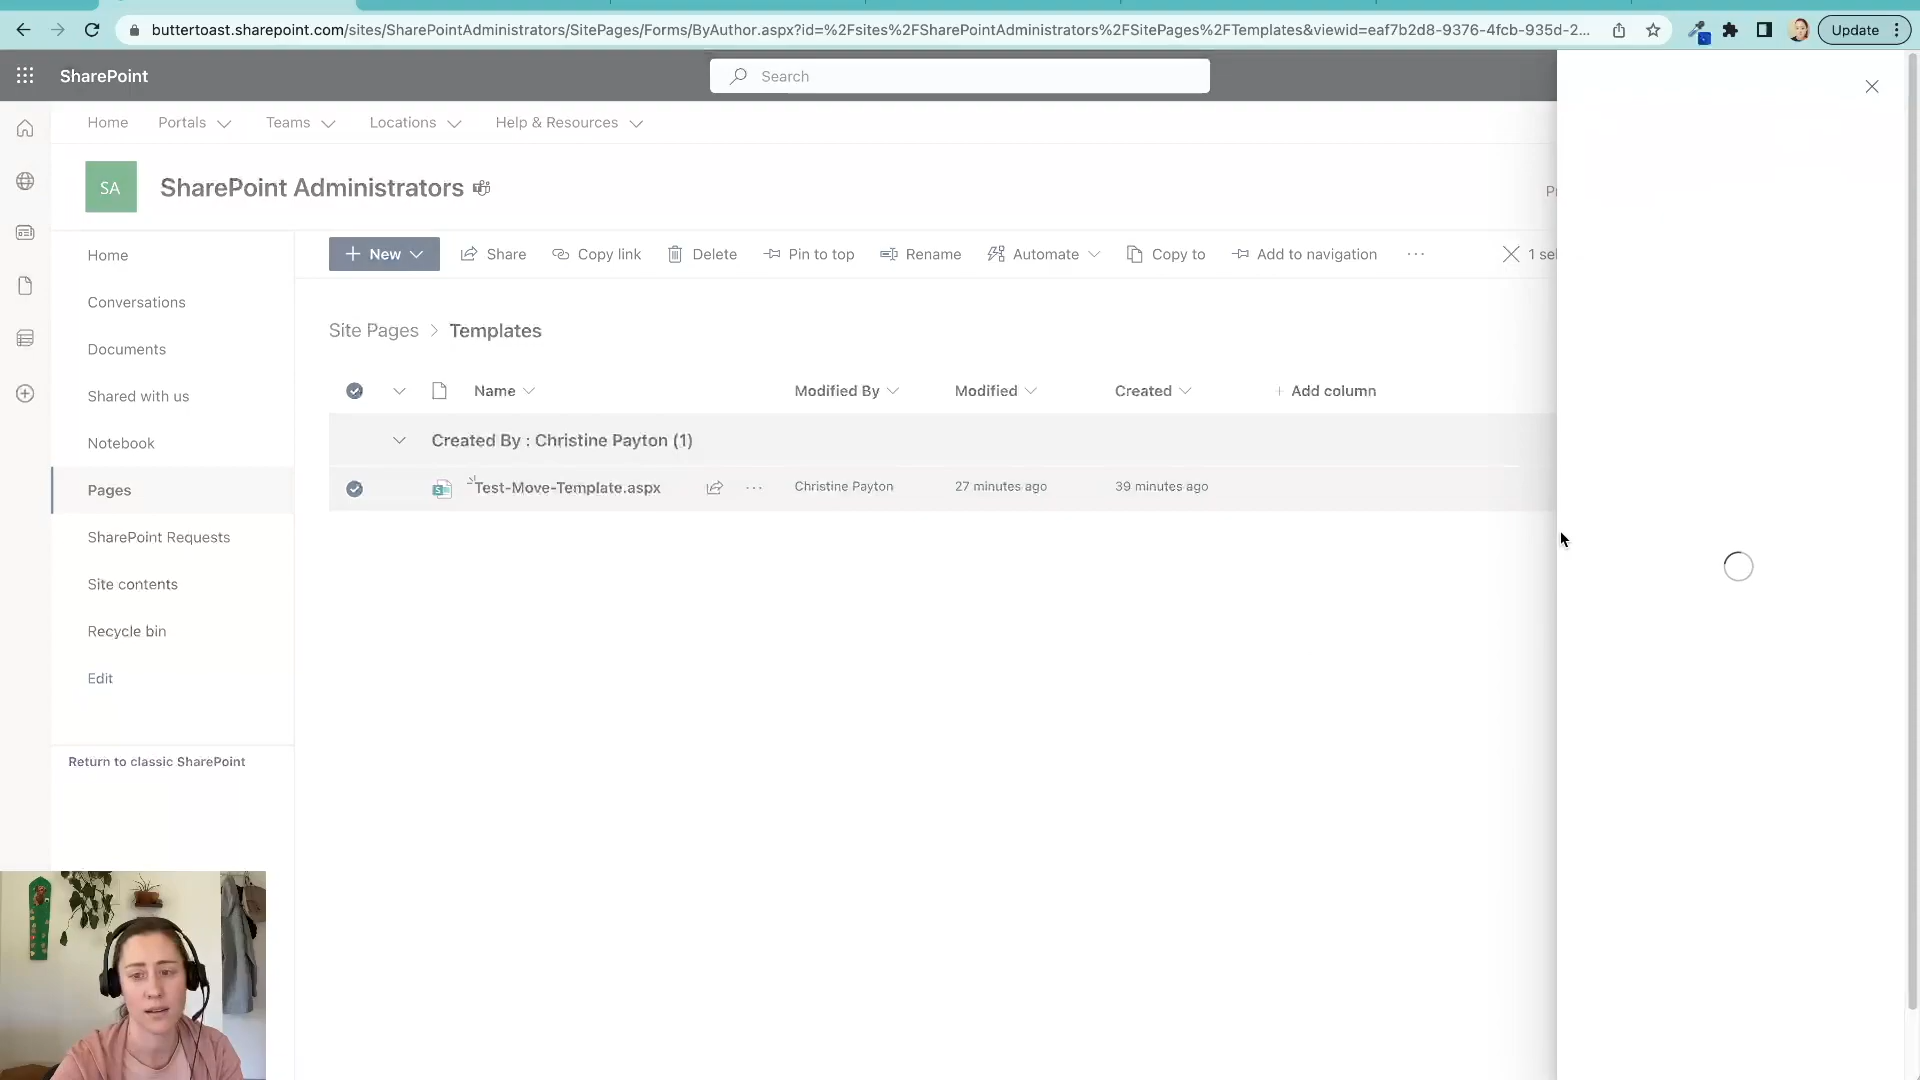 buttertoast.sharepoint.com/sites/SharePointAdministrators/SitePages/Forms/ByAuthor.aspx?id=%2Fsites%2FSharePointAdministrators%2FSitePages%2FTemplates&viewid=eaf7b2d8-9376-4fcb-935d-2... Update
SharePoint Search
Home Portals Teams Locations Help & Resources
SA SharePoint Administrators
Home
Conversations
Documents
Shared with us
Notebook
Pages
SharePoint Requests
Site contents
Recycle bin
Edit
Return to classic SharePoint
New Share Copy link Delete Pin to top Rename Automate Copy to Add to navigation ... 1 sel
Site Pages > Templates
Name Modified By Modified Created + Add column
Created By : Christine Payton (1)
Test-Move-Template.aspx ... Christine Payton 27 minutes ago 39 minutes ago